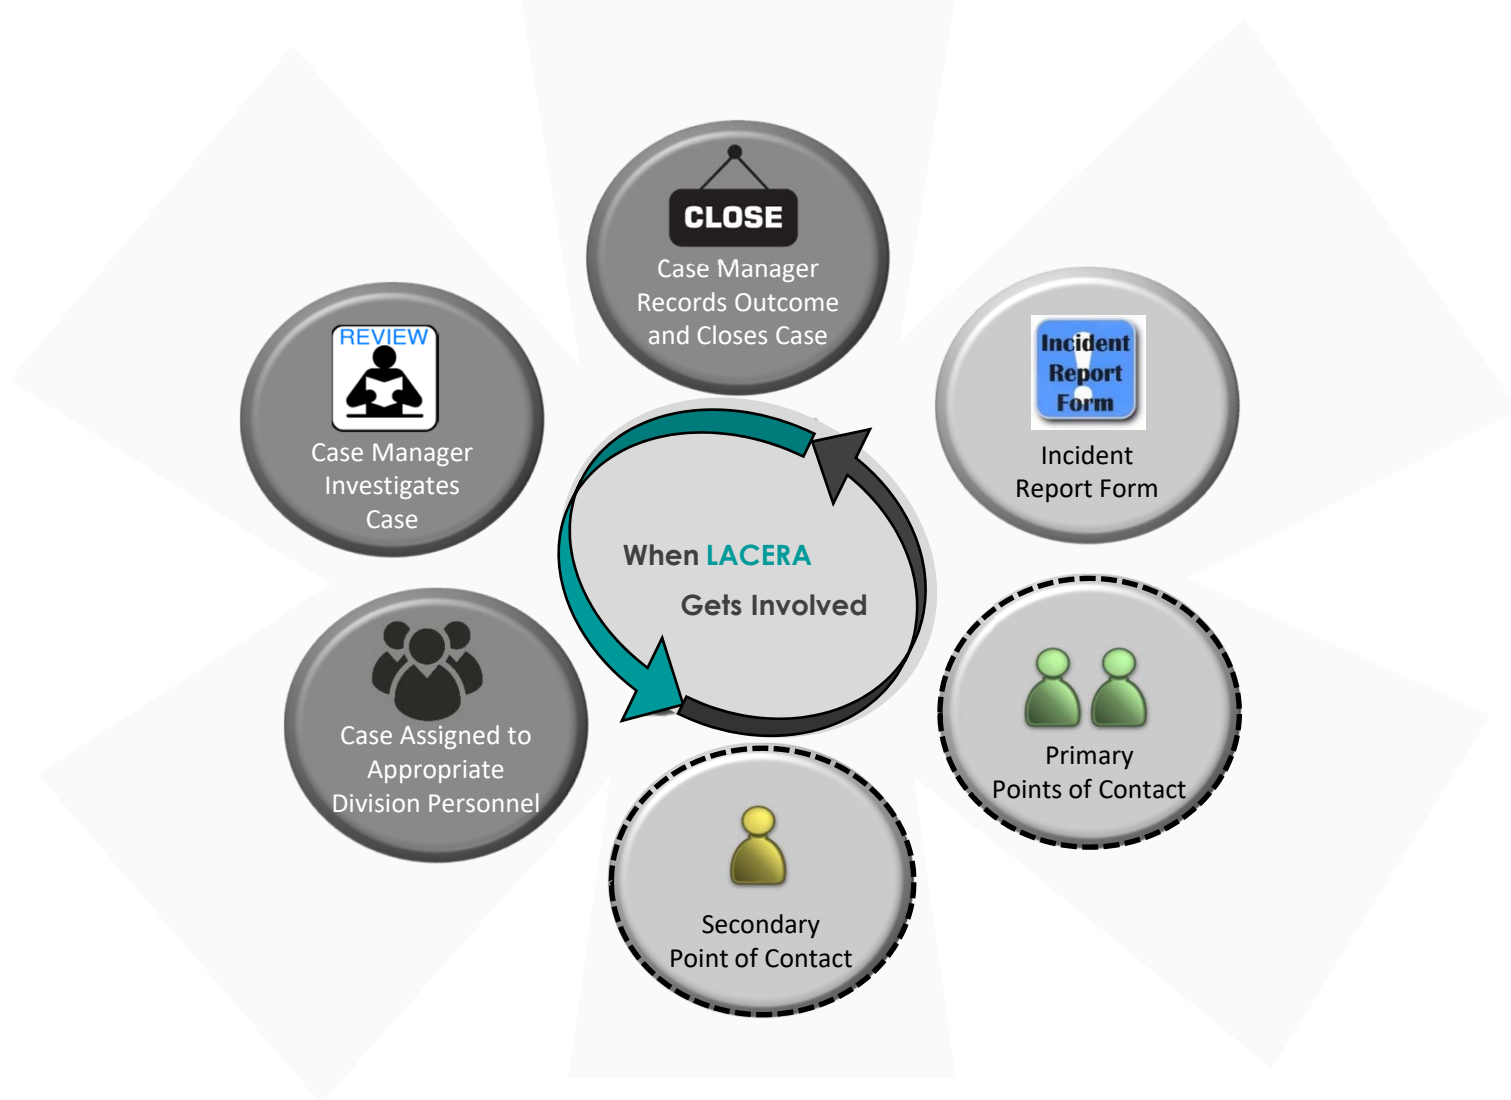 CLOSE
Case Manager
Records Outcome
and Closes Case
REVIEW
Case Manager
Investigates
Case
Incident
Report
Form
Incident
Report Form
When LACERA
Gets Involved
Case Assigned to
Appropriate
Division Personnel
Primary
Points of Contact
Secondary
Point of Contact